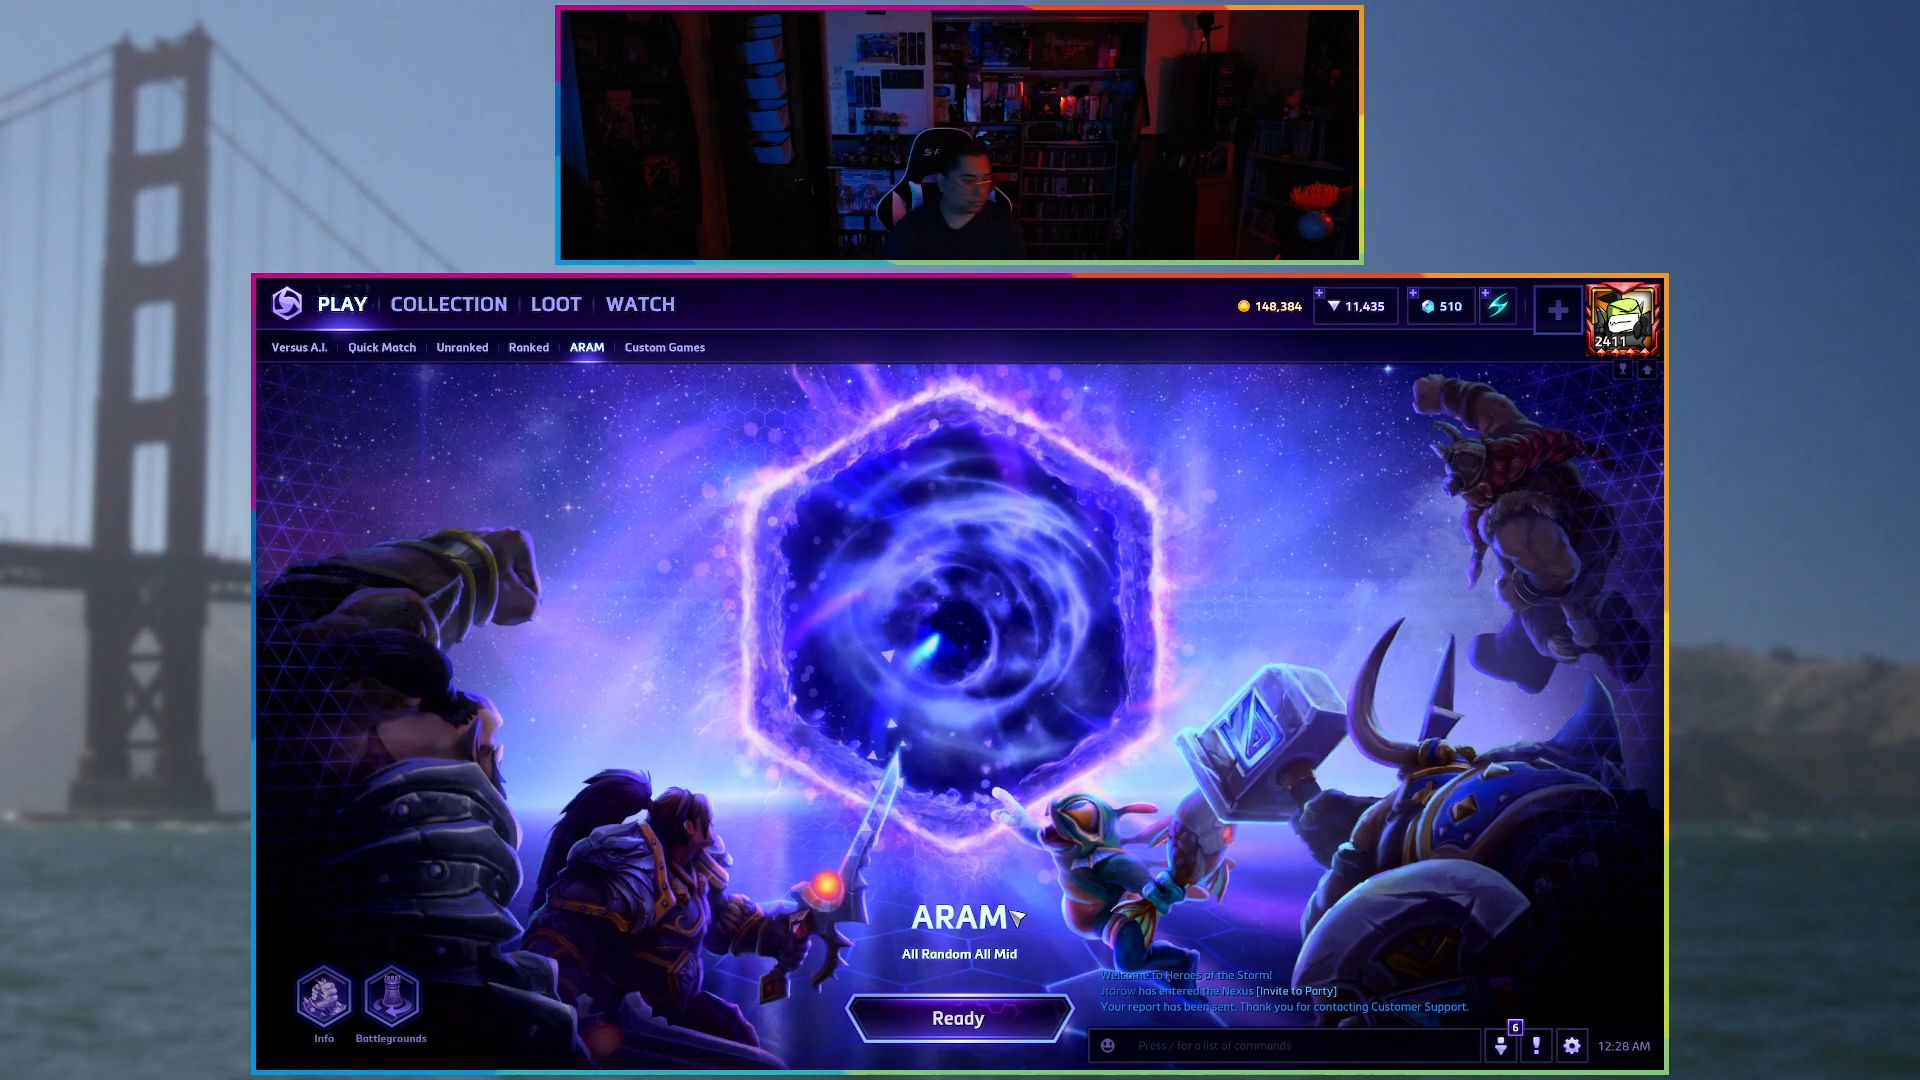 PLAY COLLECTION LOOT WATCH
148,384 11,435 510
2411
Versus A.I. Quick Match Unranked Ranked ARAM Custom Games
ARAM
All Random All Mid
Ready
Info
Battlegrounds
Welcome to Heroes of the Storm!
Jtdrow has entered the Nexus [Invite to Party]
Your report has been sent. Thank you for contacting Customer Support.
Press / for a list of commands
6
12:28 AM